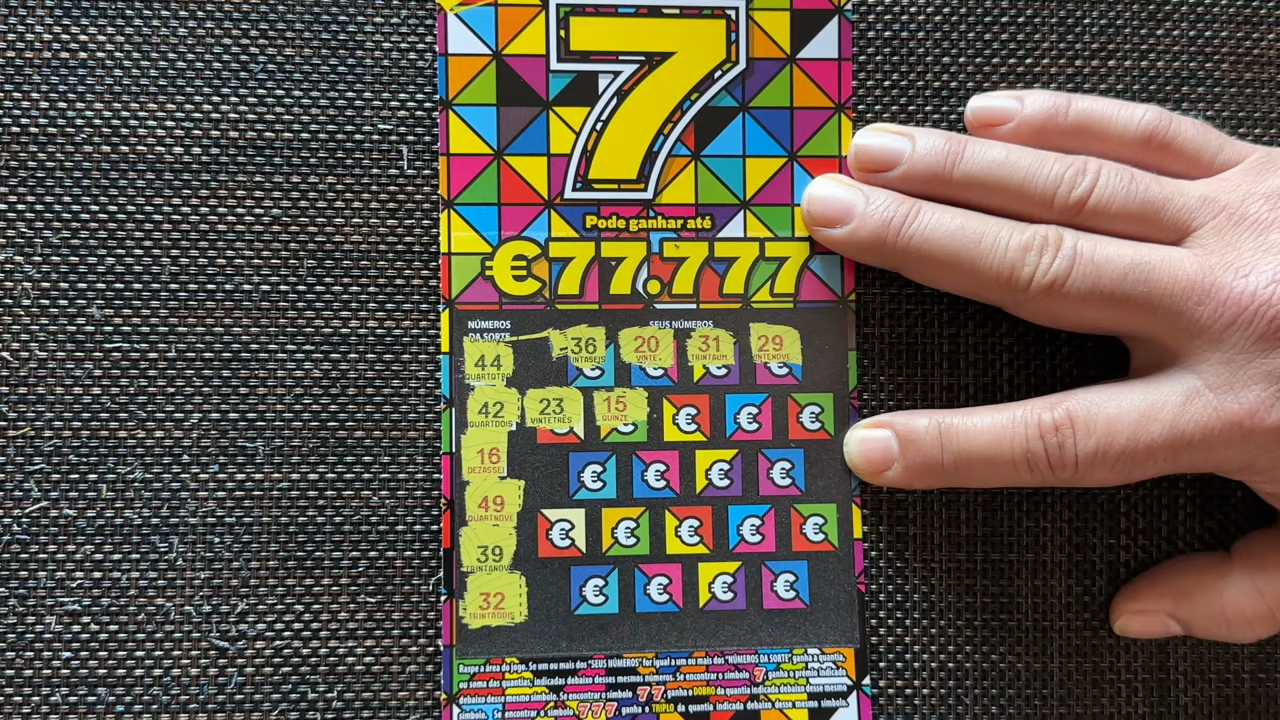 7
Pode ganhar até
€77.777
NÚMEROS
DA SORTE
SEUS NÚMEROS
44
QUARTQTRO
36
INTASEIS
20
VINTE
31
TRINTAUM
29
INTENOVE
42
QUARTDOIS
23
VINTETRÊS
15
QUINZE
€ € €
16
DEZASSEI
€ € € €
49
QUARTNOVE
€ € € € €
39
TRINTANOVE
32
TRINTADOIS
€ € € €
Raspe a área do jogo. Se um ou mais dos "SEUS NÚMEROS" for igual a um ou mais dos "NÚMEROS DA SORTE" ganha a quantia,
ou soma das quantias, indicadas debaixo desses mesmos números. Se encontrar o símbolo 7, ganha o prémio indicado
debaixo desse mesmo símbolo. Se encontrar o símbolo 77, ganha o DOBRO da quantia indicada debaixo desse mesmo
símbolo. Se encontrar o símbolo 777, ganha o TRIPLO da quantia indicada debaixo desse mesmo símbolo.